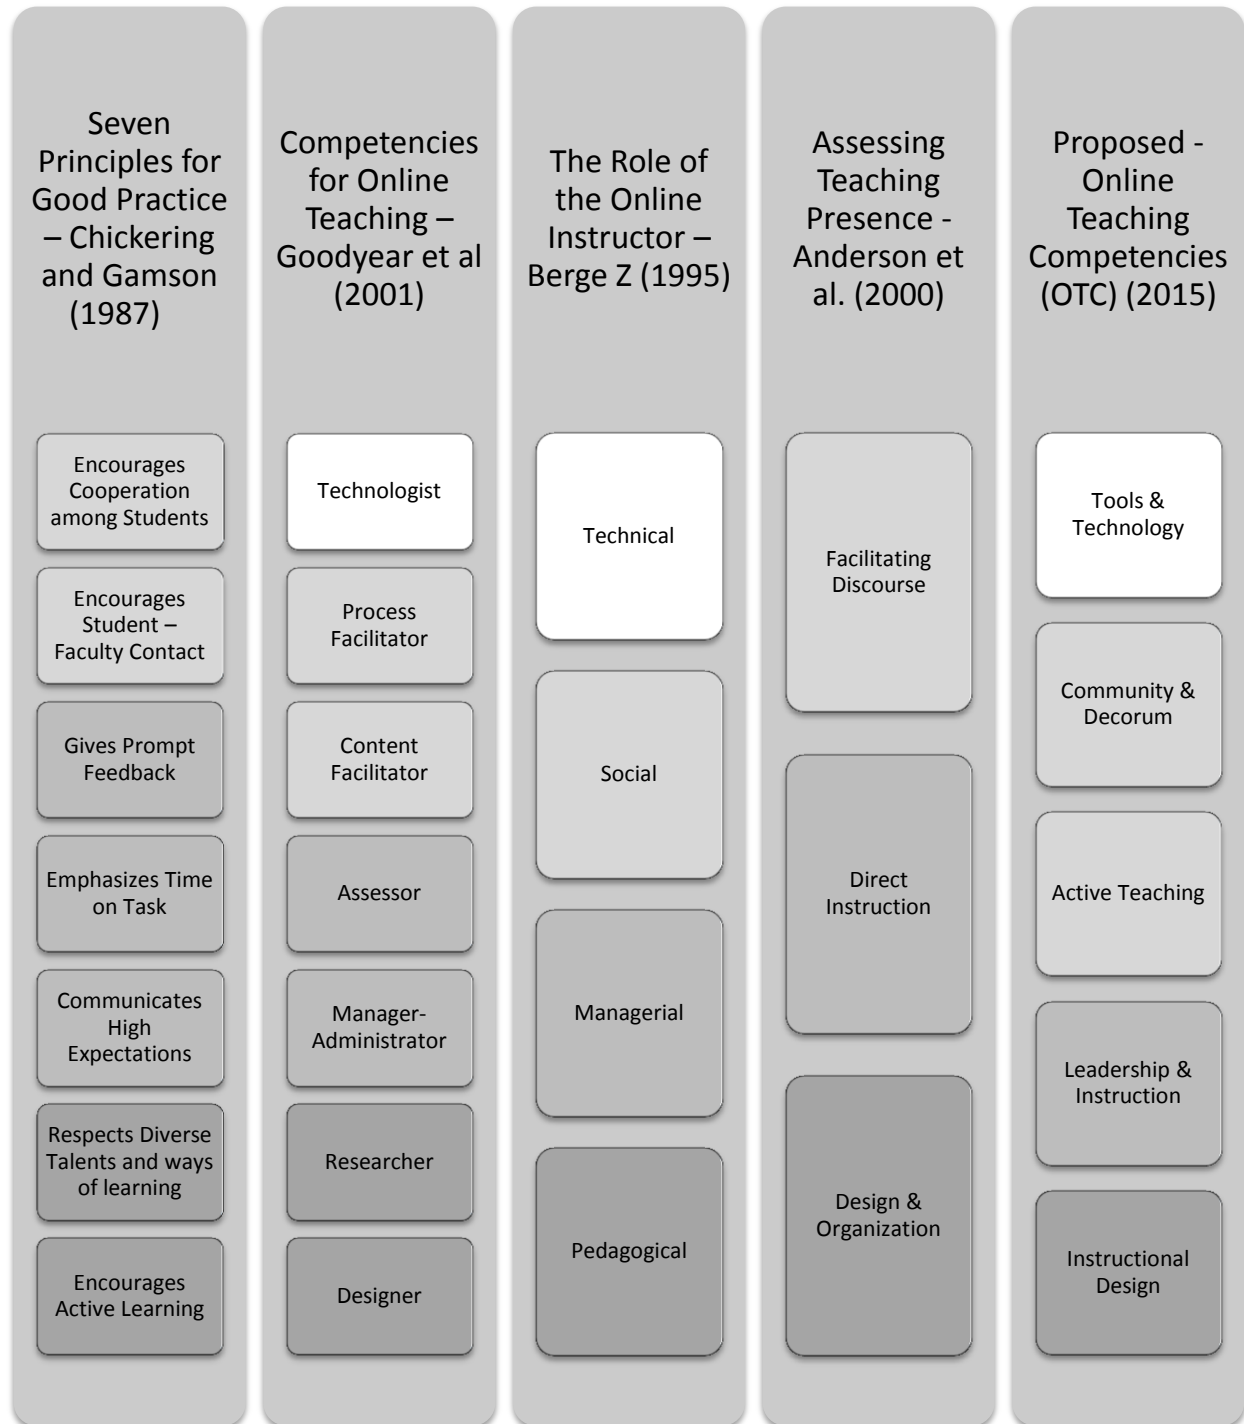 Seven
Principles for
Good Practice
– Chickering
and Gamson
(1987)
Encourages
Cooperation
among Students
Encourages
Student –
Faculty Contact
Gives Prompt
Feedback
Emphasizes Time
on Task
Communicates
High
Expectations
Respects Diverse
Talents and ways
of learning
Encourages
Active Learning
Competencies
for Online
Teaching –
Goodyear et al
(2001)
Technologist
Process
Facilitator
Content
Facilitator
Assessor
Manager-
Administrator
Researcher
Designer
The Role of
the Online
Instructor –
Berge Z (1995)
Technical
Social
Managerial
Pedagogical
Assessing
Teaching
Presence -
Anderson et
al. (2000)
Facilitating
Discourse
Direct
Instruction
Design &
Organization
Proposed -
Online
Teaching
Competencies
(OTC) (2015)
Tools &
Technology
Community &
Decorum
Active Teaching
Leadership &
Instruction
Instructional
Design